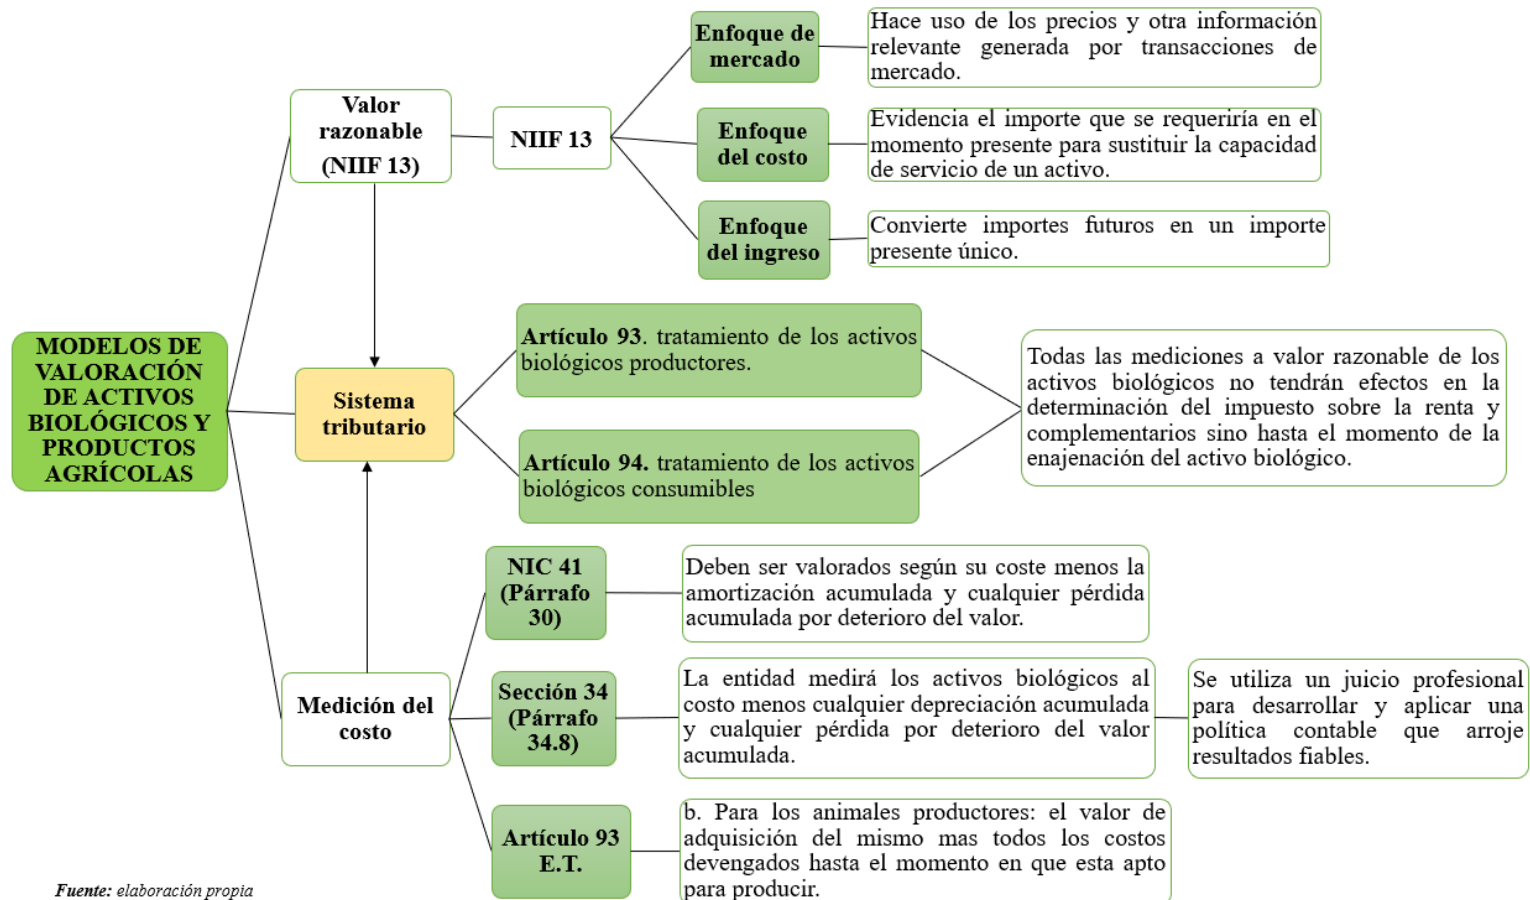 MODELOS DE
VALORACIÓN
DE ACTIVOS
BIOLÓGICOS Y
PRODUCTOS
AGRÍCOLAS
Valor
razonable
(NIIF 13)
NIIF 13
Enfoque de
mercado
Hace uso de los precios y otra información
relevante generada por transacciones de
mercado.
Enfoque
del costo
Evidencia el importe que se requeriría en el
momento presente para sustituir la capacidad
de servicio de un activo.
Enfoque
del ingreso
Convierte importes futuros en un importe
presente único.
Sistema
tributario
Artículo 93. tratamiento de los activos
biológicos productores.
Artículo 94. tratamiento de los activos
biológicos consumibles
Todas las mediciones a valor razonable de los
activos biológicos no tendrán efectos en la
determinación del impuesto sobre la renta y
complementarios sino hasta el momento de la
enajenación del activo biológico.
Medición del
costo
NIC 41
(Párrafo
30)
Deben ser valorados según su coste menos la
amortización acumulada y cualquier pérdida
acumulada por deterioro del valor.
Sección 34
(Párrafo
34.8)
La entidad medirá los activos biológicos al
costo menos cualquier depreciación acumulada
y cualquier pérdida por deterioro del valor
acumulada.
Se utiliza un juicio profesional
para desarrollar y aplicar una
política contable que arroje
resultados fiables.
Artículo 93
E.T.
b. Para los animales productores: el valor de
adquisición del mismo mas todos los costos
devengados hasta el momento en que esta apto
para producir.
Fuente: elaboración propia